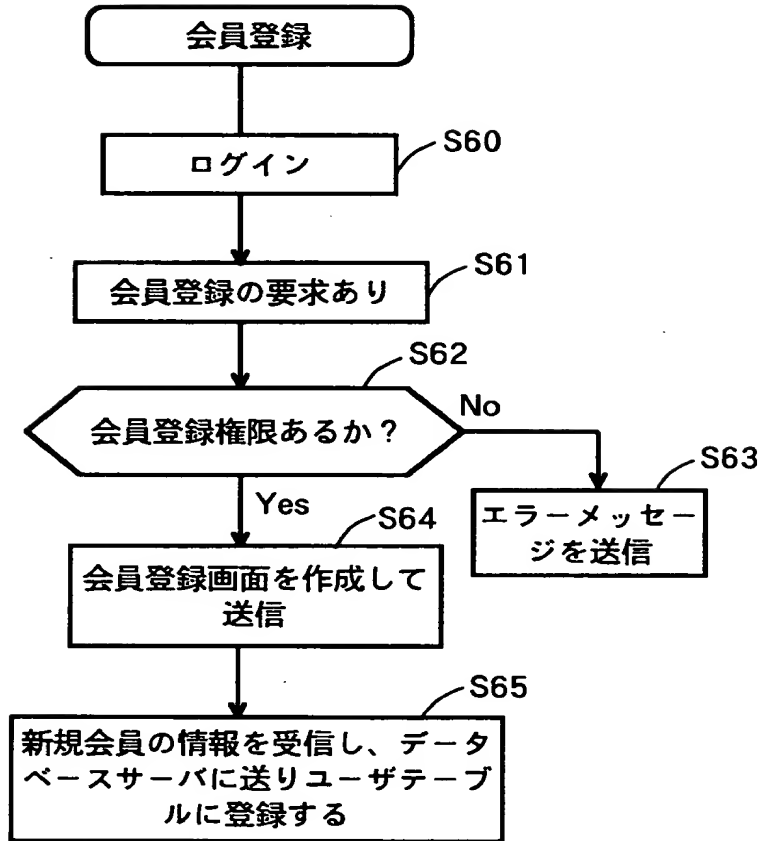 会員登録
ログイン
S60
会員登録の要求あり
S61
S62
会員登録権限あるか？
No
S63
エラーメッセー
ジを送信
Yes
S64
会員登録画面を作成して
送信
S65
新規会員の情報を受信し、データ
ベースサーバに送りユーザテーブ
ルに登録する